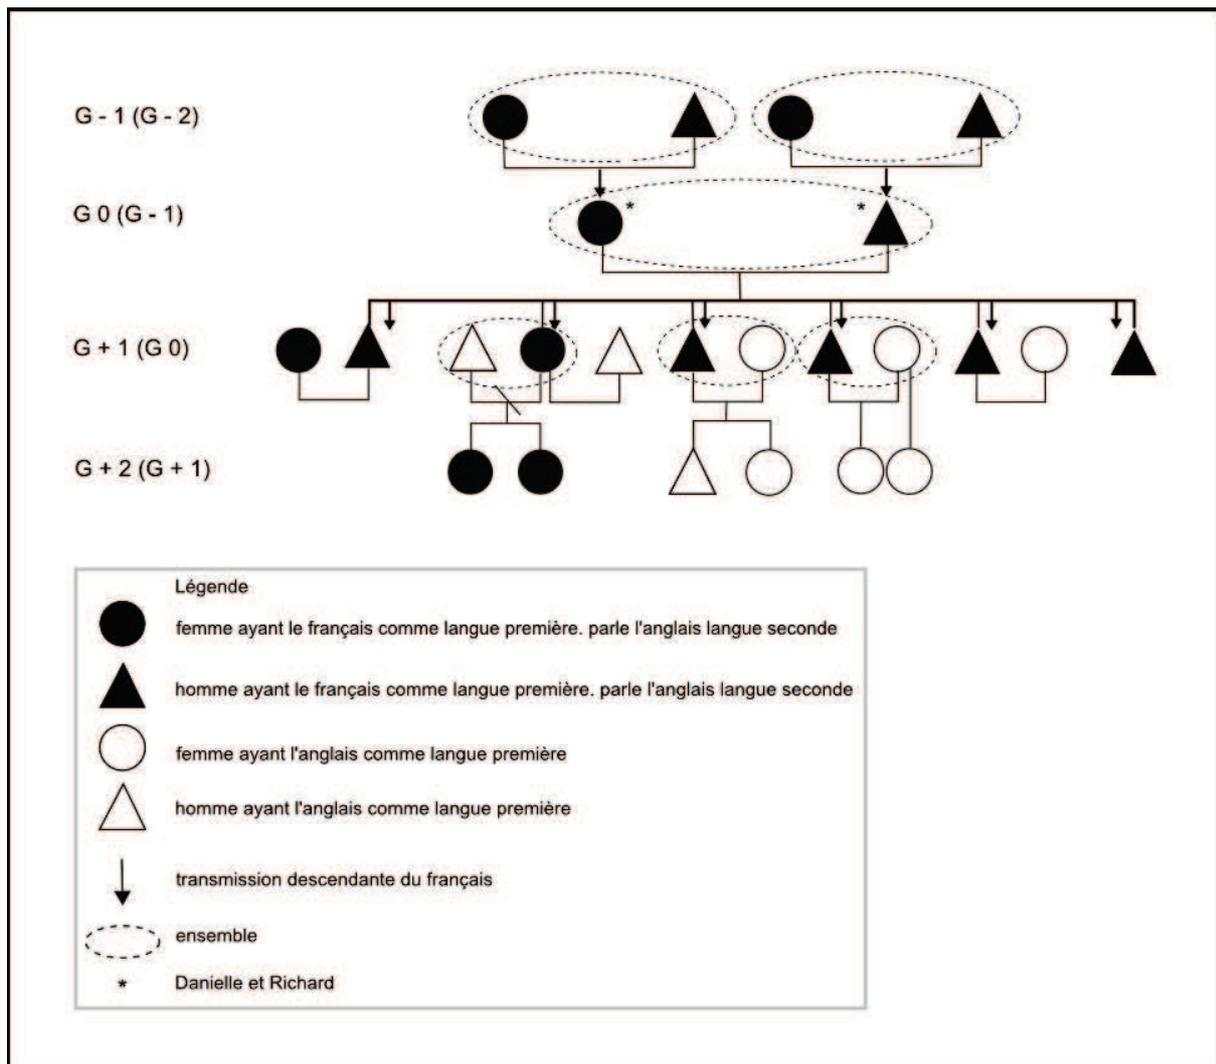 G - 1 (G - 2)
G 0 (G - 1)
*
*
G + 1 (G 0)
G + 2 (G + 1)
Légende
femme ayant le français comme langue première. parle l'anglais langue seconde
homme ayant le français comme langue première. parle l'anglais langue seconde
femme ayant l'anglais comme langue première
homme ayant l'anglais comme langue première
transmission descendante du français
ensemble
* Danielle et Richard